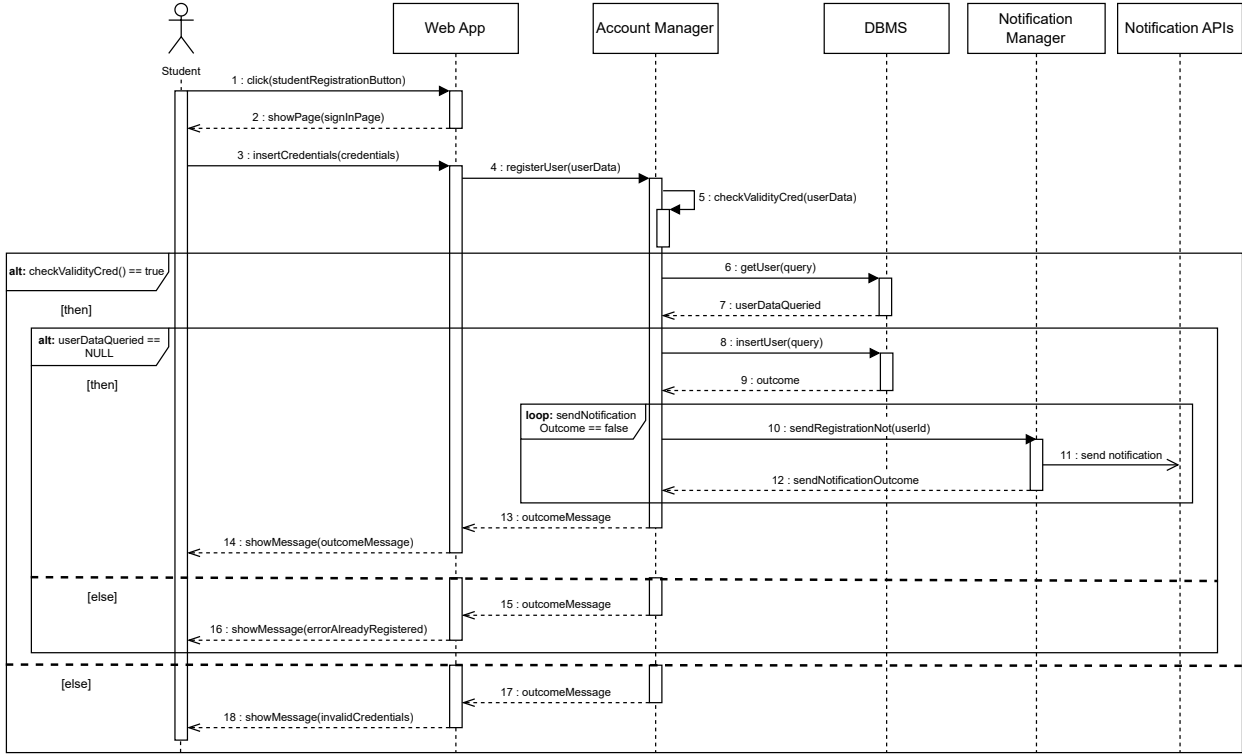 Web App
Account Manager
DBMS
Notification
Manager
Notification APIs
Student
1 : click(studentRegistrationButton)
2 : showPage(signInPage)
3 : insertCredentials(credentials)
4 : registerUser(userData)
5 : checkValidityCred(userData)
alt: checkValidityCred() == true
6 : getUser(query)
[then]
7 : userDataQueried
alt: userDataQueried ==
NULL
8 : insertUser(query)
[then]
9 : outcome
loop: sendNotification
Outcome == false
10 : sendRegistrationNot(userId)
11 : send notification
12 : sendNotificationOutcome
13 : outcomeMessage
14 : showMessage(outcomeMessage)
[else]
15 : outcomeMessage
16 : showMessage(errorAlreadyRegistered)
[else]
17 : outcomeMessage
18 : showMessage(invalidCredentials)